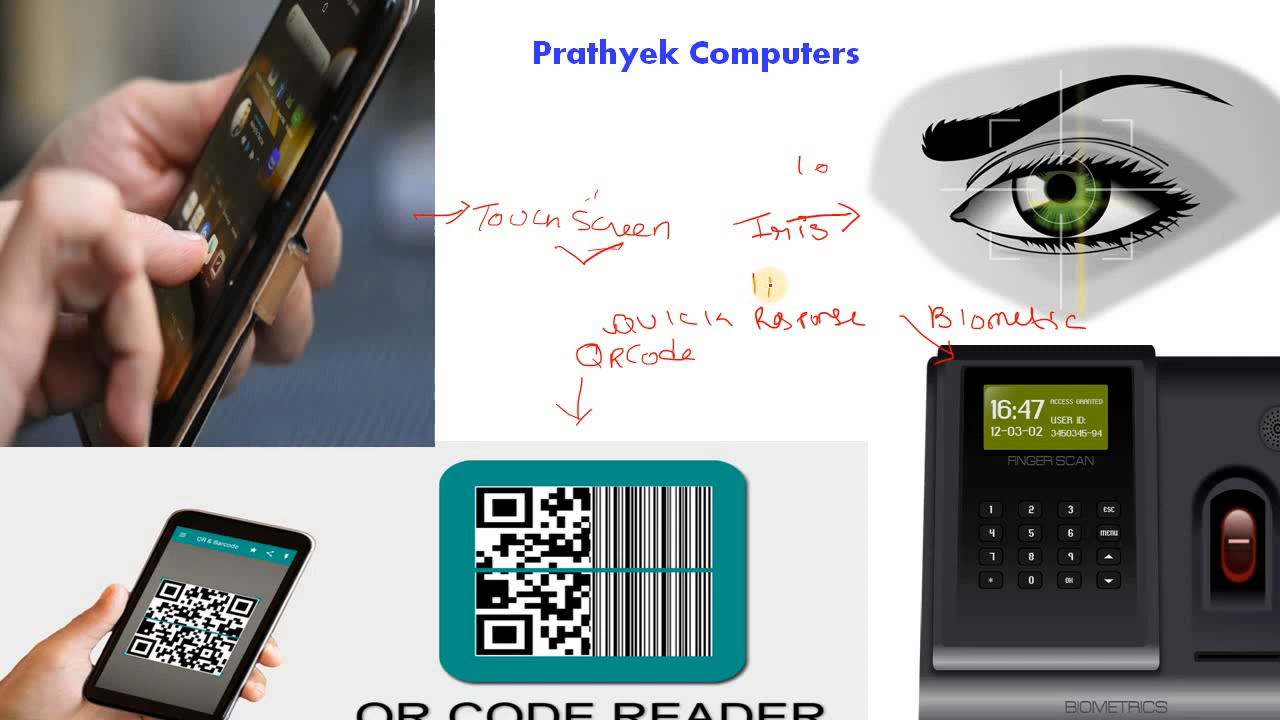 Prathyek Computers
10
Touch Screen
Iris
11
Quick Response
Biometic
QRCode
16:47
ACCESS GRANTED
12-03-02
USER ID:
3450345-94
FINGER SCAN
1 2 3 ESC
4 5 6 MENU
7 8 9
* 0 OK
QR & Barcode
QR CODE READER
BIOMETRICS